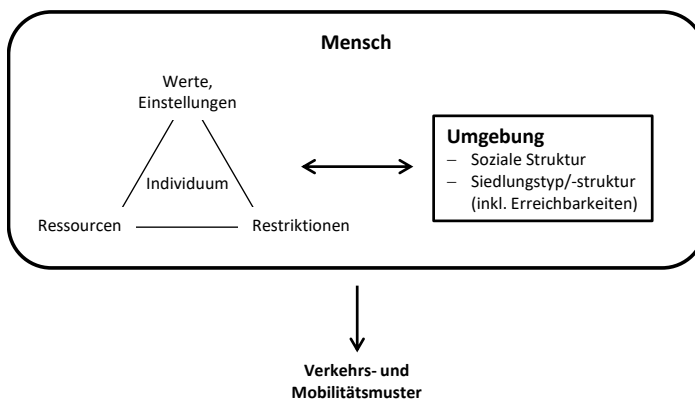 Mensch
Werte,
Einstellungen
Individuum
Ressourcen
Restriktionen
Umgebung
– Soziale Struktur
– Siedlungstyp/-struktur
(inkl. Erreichbarkeiten)
Verkehrs- und
Mobilitätsmuster